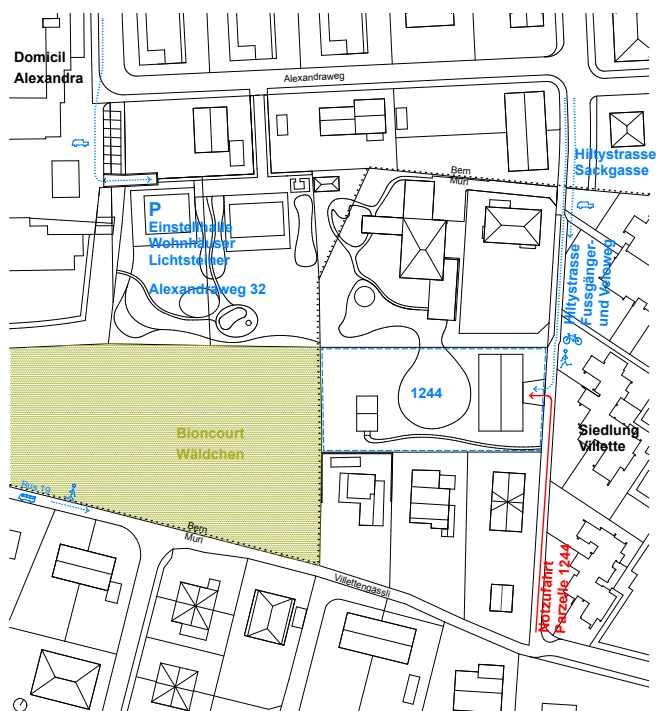 Domicil
Alexandra
Alexandraweg
Hiltystrasse
Sackgasse
Bern
Muri
P
Einstellhalle
Wohnhäuser
Lichtsteiner
Alexandraweg 32
Hiltystrasse
Fussgänger-
und Veloweg
1244
Siedlung
Villette
Bioncourt
Wäldchen
Bus 19
Bern
Muri
Villettengässli
Notzufahrt
Parzelle 1244